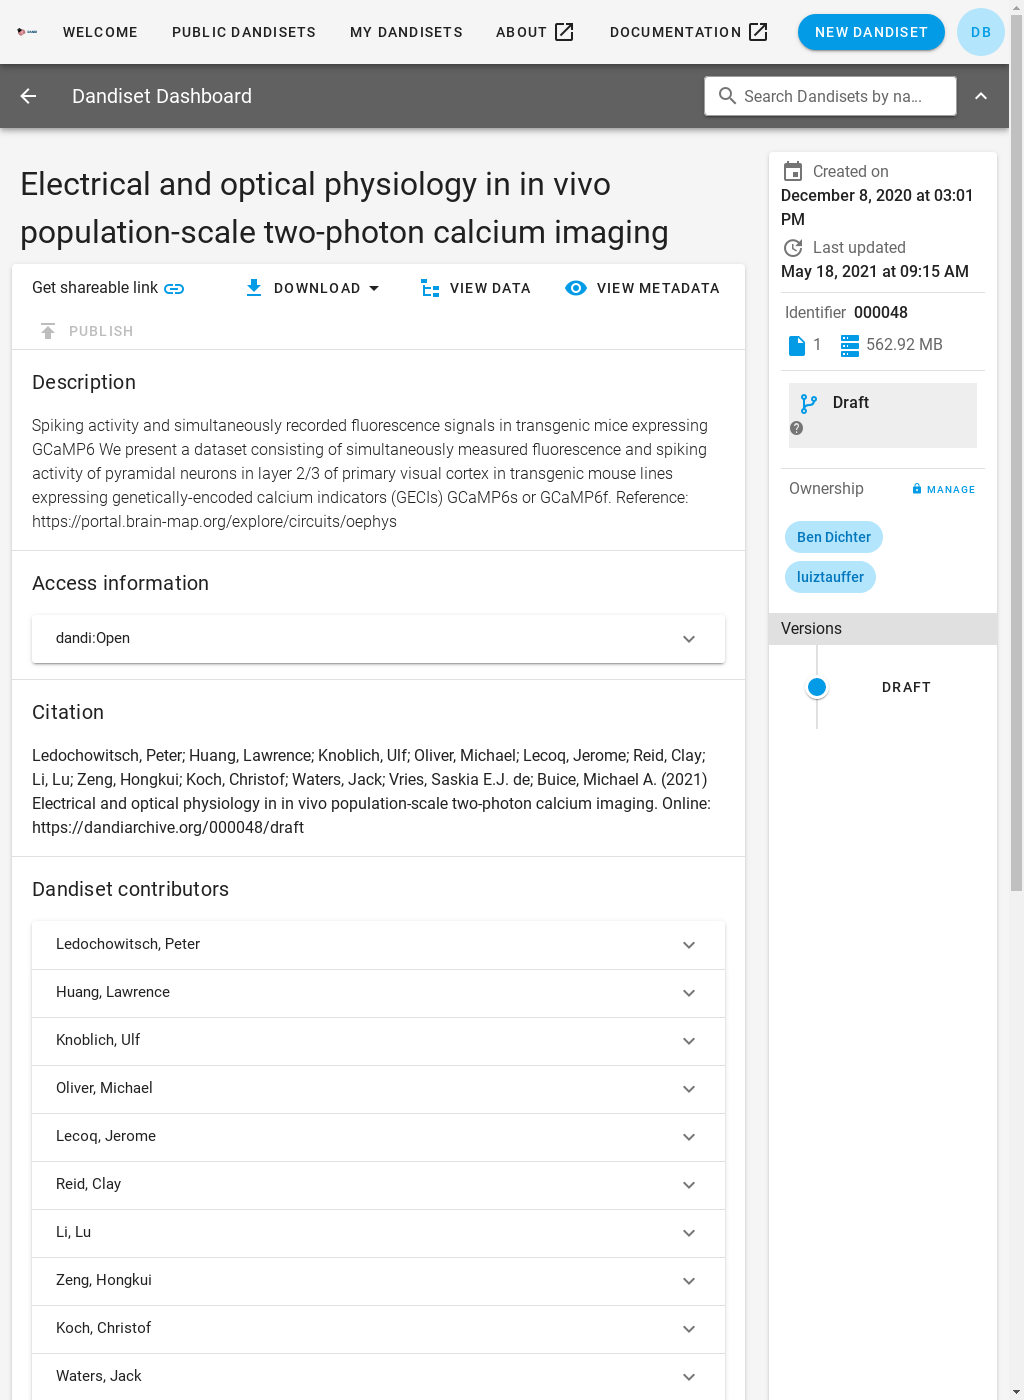 WELCOME PUBLIC DANDISETS MY DANDISETS ABOUT DOCUMENTATION NEW DANDISET DB
Dandiset Dashboard Search Dandisets by na...
Electrical and optical physiology in in vivo
population-scale two-photon calcium imaging
Get shareable link DOWNLOAD VIEW DATA VIEW METADATA
PUBLISH
Description
Spiking activity and simultaneously recorded fluorescence signals in transgenic mice expressing
GCaMP6 We present a dataset consisting of simultaneously measured fluorescence and spiking
activity of pyramidal neurons in layer 2/3 of primary visual cortex in transgenic mouse lines
expressing genetically-encoded calcium indicators (GECIs) GCaMP6s or GCaMP6f. Reference:
https://portal.brain-map.org/explore/circuits/oephys
Access information
dandi:Open
Citation
Ledochowitsch, Peter; Huang, Lawrence; Knoblich, Ulf; Oliver, Michael; Lecoq, Jerome; Reid, Clay;
Li, Lu; Zeng, Hongkui; Koch, Christof; Waters, Jack; Vries, Saskia E.J. de; Buice, Michael A. (2021)
Electrical and optical physiology in in vivo population-scale two-photon calcium imaging. Online:
https://dandiarchive.org/000048/draft
Dandiset contributors
Ledochowitsch, Peter
Huang, Lawrence
Knoblich, Ulf
Oliver, Michael
Lecoq, Jerome
Reid, Clay
Li, Lu
Zeng, Hongkui
Koch, Christof
Waters, Jack
Created on
December 8, 2020 at 03:01
PM
Last updated
May 18, 2021 at 09:15 AM
Identifier 000048
1 562.92 MB
Draft
Ownership MANAGE
Ben Dichter
luiztauffer
Versions
DRAFT